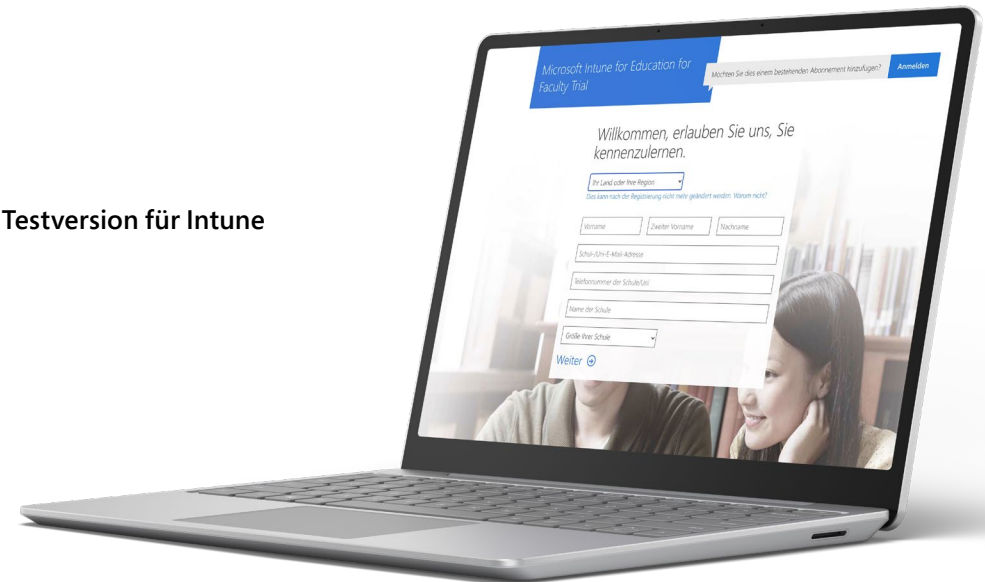 Testversion für Intune
Microsoft Intune for Education for
Faculty Trial
Möchten Sie dies einem bestehenden Abonnement hinzufügen?
Anmelden
Willkommen, erlauben Sie uns, Sie
kennenzulernen.
Ihr Land oder Ihre Region
Dies kann nach der Registrierung nicht mehr geändert werden. Warum nicht?
Vorname
Zweiter Vorname
Nachname
Schul-/Uni-E-Mail-Adresse
Telefonnummer der Schule/Uni
Name der Schule
Größe Ihrer Schule
Weiter